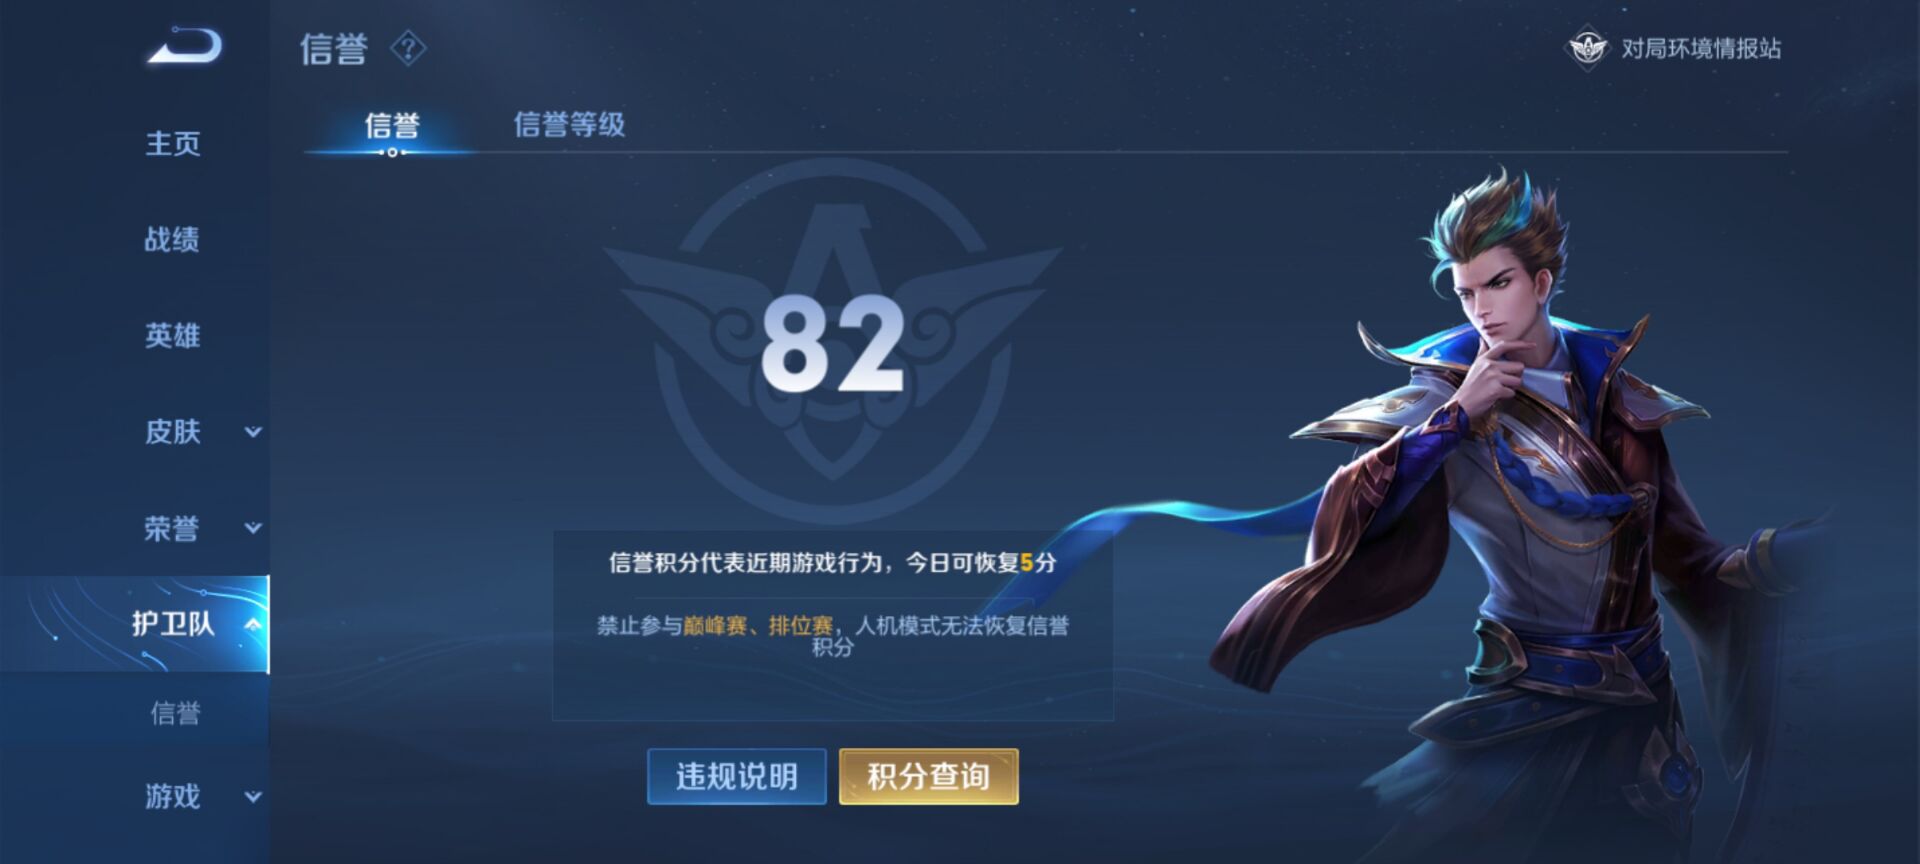 信誉
对局环境情报站
信誉
信誉等级
主页
战绩
英雄
皮肤
荣誉
护卫队
信誉
游戏
82
信誉积分代表近期游戏行为，今日可恢复5分
禁止参与巅峰赛、排位赛，人机模式无法恢复信誉
积分
违规说明
积分查询